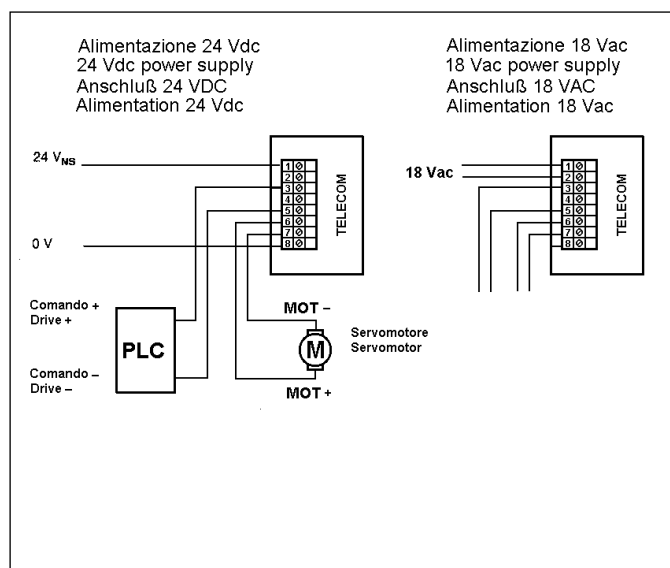 Alimentazione 24 Vdc
24 Vdc power supply
Anschluß 24 VDC
Alimentation 24 Vdc
Alimentazione 18 Vac
18 Vac power supply
Anschluß 18 VAC
Alimentation 18 Vac
24 VNS
0 V
1
2
3
4
5
6
7
8
TELECOM
18 Vac
1
2
3
4
5
6
7
8
TELECOM
Comando +
Drive +
PLC
Comando –
Drive –
MOT –
M
MOT +
Servomotore
Servomotor